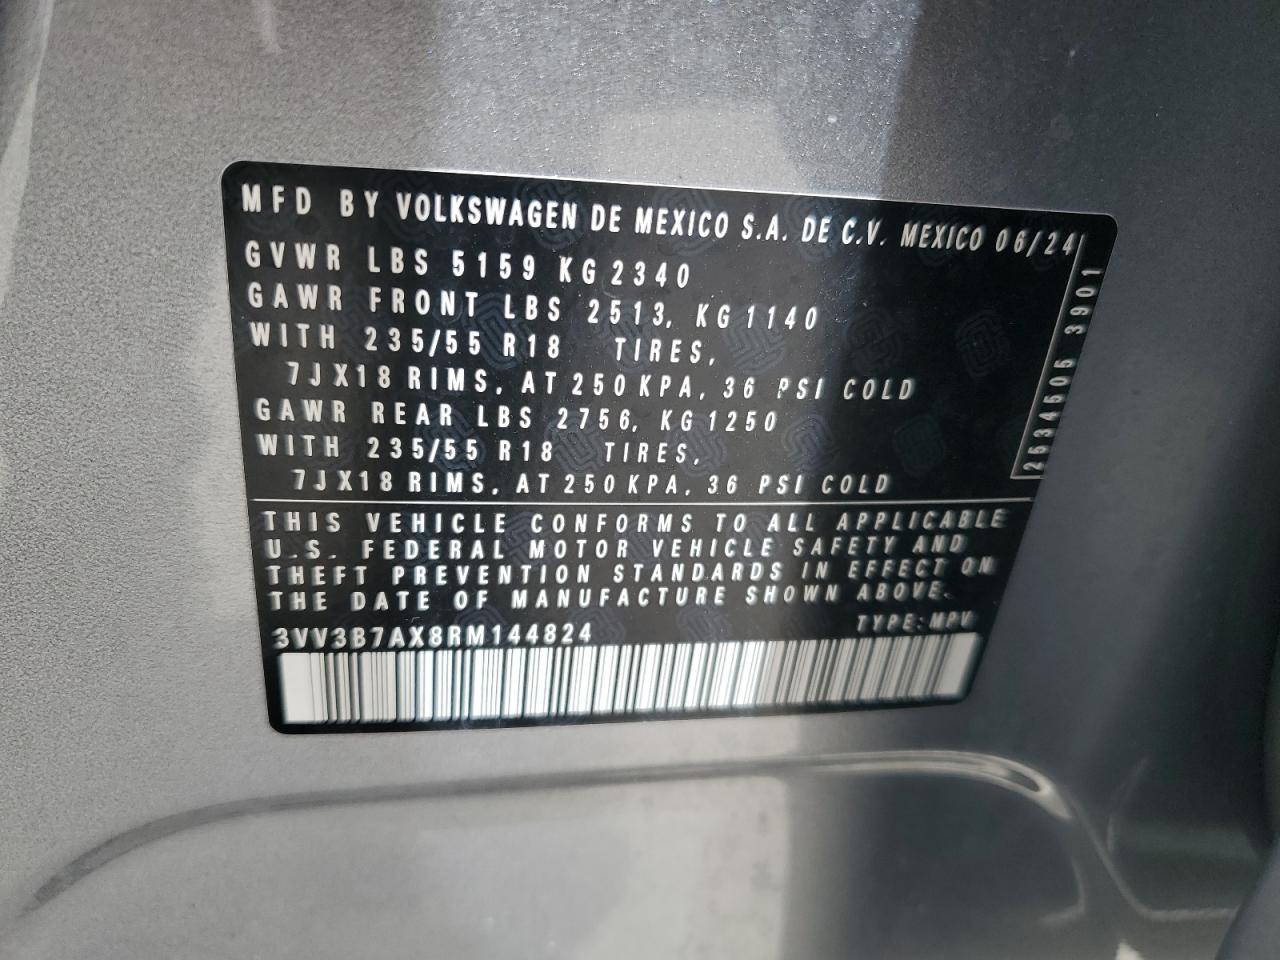 MFD BY VOLKSWAGEN DE MEXICO S.A. DE C.V. MEXICO 06/24
GVWR LBS 5159 KG 2340
GAWR FRONT LBS 2513, KG 1140
WITH 235/55 R18 TIRES,
7JX18 RIMS, AT 250 KPA, 36 PSI COLD
GAWR REAR LBS 2756, KG 1250
WITH 235/55 R18 TIRES,
7JX18 RIMS, AT 250 KPA, 36 PSI COLD
2534505 3901
THIS VEHICLE CONFORMS TO ALL APPLICABLE
U.S. FEDERAL MOTOR VEHICLE SAFETY AND
THEFT PREVENTION STANDARDS IN EFFECT ON
THE DATE OF MANUFACTURE SHOWN ABOVE.
3VV3B7AX8RM144824 TYPE: MPV